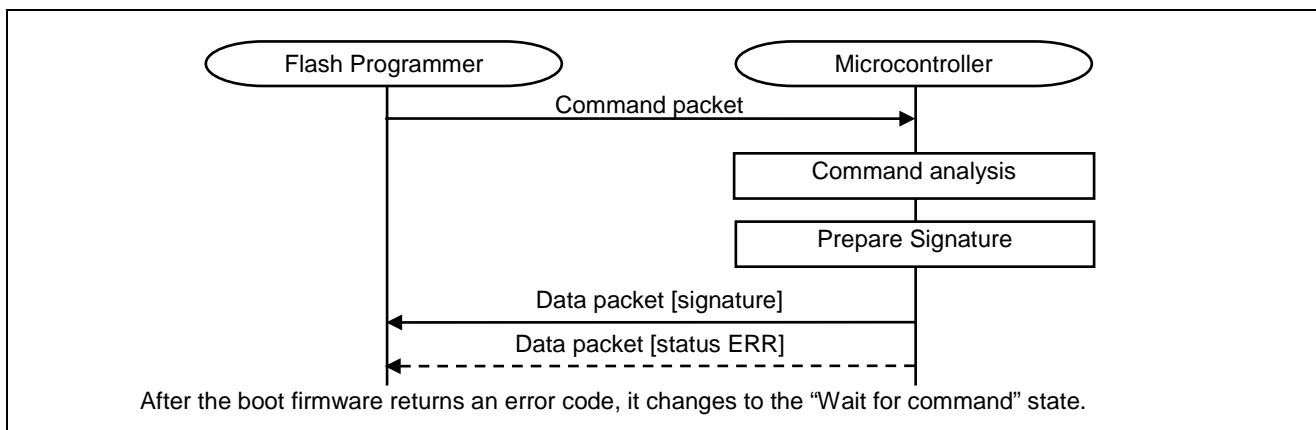 Flash Programmer
Microcontroller
Command packet
Command analysis
Prepare Signature
Data packet [signature]
Data packet [status ERR]
After the boot firmware returns an error code, it changes to the “Wait for command” state.